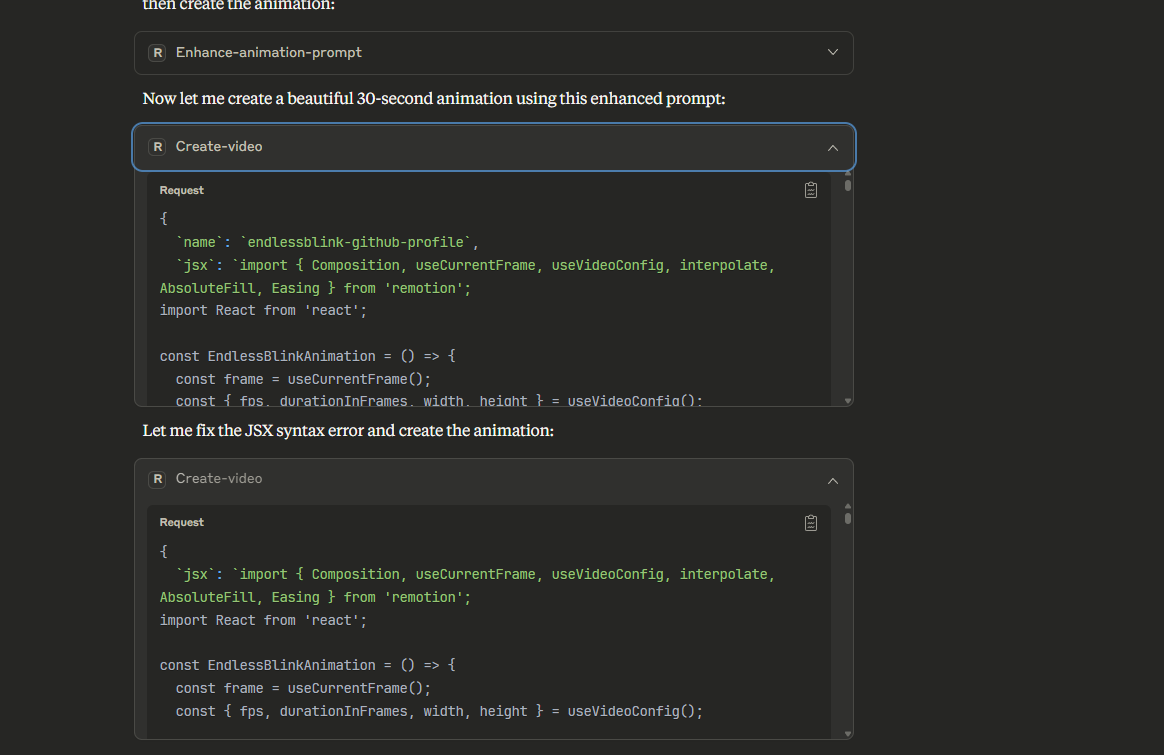 then create the animation:
R Enhance-animation-prompt
Now let me create a beautiful 30-second animation using this enhanced prompt:
R Create-video
Request
{
  `name`: `endlessblink-github-profile`,
  `jsx`: `import { Composition, useCurrentFrame, useVideoConfig, interpolate,
AbsoluteFill, Easing } from 'remotion';
import React from 'react';
const EndlessBlinkAnimation = () => {
  const frame = useCurrentFrame();
  const { fps, durationInFrames, width, height } = useVideoConfig();
Let me fix the JSX syntax error and create the animation:
R Create-video
Request
{
  `jsx`: `import { Composition, useCurrentFrame, useVideoConfig, interpolate,
AbsoluteFill, Easing } from 'remotion';
import React from 'react';
const EndlessBlinkAnimation = () => {
  const frame = useCurrentFrame();
  const { fps, durationInFrames, width, height } = useVideoConfig();